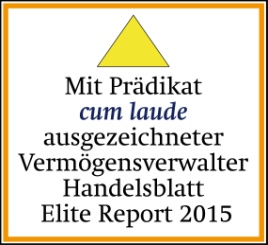 Mit Prädikat
cum laude
ausgezeichneter
Vermögensverwalter
Handelsblatt
Elite Report 2015